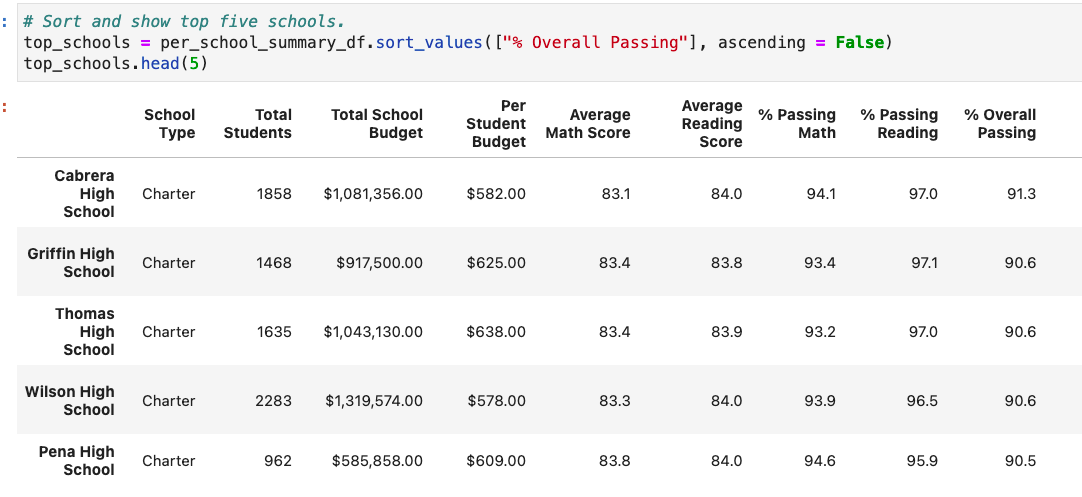 :
# Sort and show top five schools.
top_schools = per_school_summary_df.sort_values(["% Overall Passing"], ascending = False)
top_schools.head(5)
:
School Type Total Students Total School Budget Per Student Budget Average Math Score Average Reading Score % Passing Math % Passing Reading % Overall Passing
Cabrera High School Charter 1858 $1,081,356.00 $582.00 83.1 84.0 94.1 97.0 91.3
Griffin High School Charter 1468 $917,500.00 $625.00 83.4 83.8 93.4 97.1 90.6
Thomas High School Charter 1635 $1,043,130.00 $638.00 83.4 83.9 93.2 97.0 90.6
Wilson High School Charter 2283 $1,319,574.00 $578.00 83.3 84.0 93.9 96.5 90.6
Pena High School Charter 962 $585,858.00 $609.00 83.8 84.0 94.6 95.9 90.5